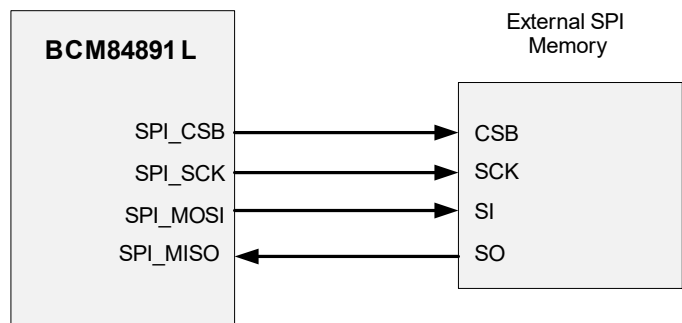 BCM84891 L
External SPI
Memory
SPI_CSB
CSB
SPI_SCK
SCK
SPI_MOSI
SI
SPI_MISO
SO